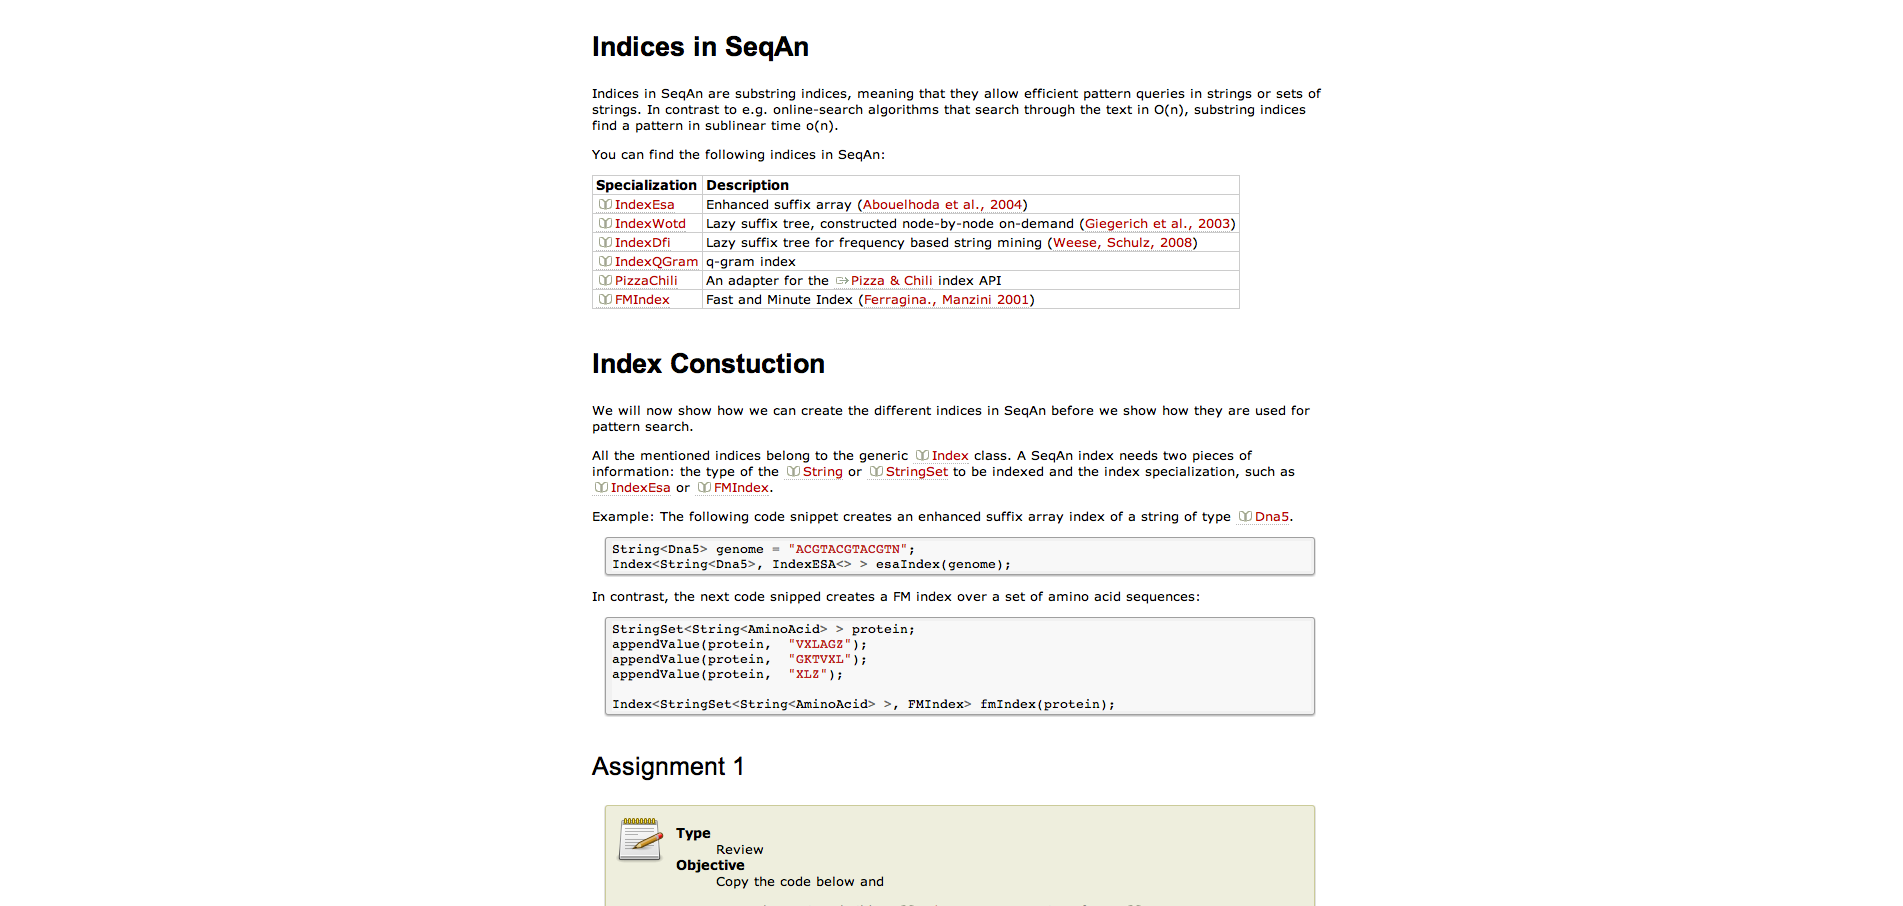 Indices in SeqAn
Indices in SeqAn are substring indices, meaning that they allow efficient pattern queries in strings or sets of
strings. In contrast to e.g. online-search algorithms that search through the text in O(n), substring indices
find a pattern in sublinear time o(n).
You can find the following indices in SeqAn:
Specialization Description
IndexEsa Enhanced suffix array (Abouelhoda et al., 2004)
IndexWotd Lazy suffix tree, constructed node-by-node on-demand (Giegerich et al., 2003)
IndexDfi Lazy suffix tree for frequency based string mining (Weese, Schulz, 2008)
IndexQGram q-gram index
PizzaChili An adapter for the Pizza & Chili index API
FMIndex Fast and Minute Index (Ferragina., Manzini 2001)
Index Constuction
We will now show how we can create the different indices in SeqAn before we show how they are used for
pattern search.
All the mentioned indices belong to the generic Index class. A SeqAn index needs two pieces of
information: the type of the String or StringSet to be indexed and the index specialization, such as
IndexEsa or FMIndex.
Example: The following code snippet creates an enhanced suffix array index of a string of type Dna5.
String<Dna5> genome = "ACGTACGTACGTN";
Index<String<Dna5>, IndexESA<> > esaIndex(genome);
In contrast, the next code snipped creates a FM index over a set of amino acid sequences:
StringSet<String<AminoAcid> > protein;
appendValue(protein,  "VXLAGZ");
appendValue(protein,  "GKTVXL");
appendValue(protein,  "XLZ");
Index<StringSet<String<AminoAcid> >, FMIndex> fmIndex(protein);
Assignment 1
Type
Review
Objective
Copy the code below and